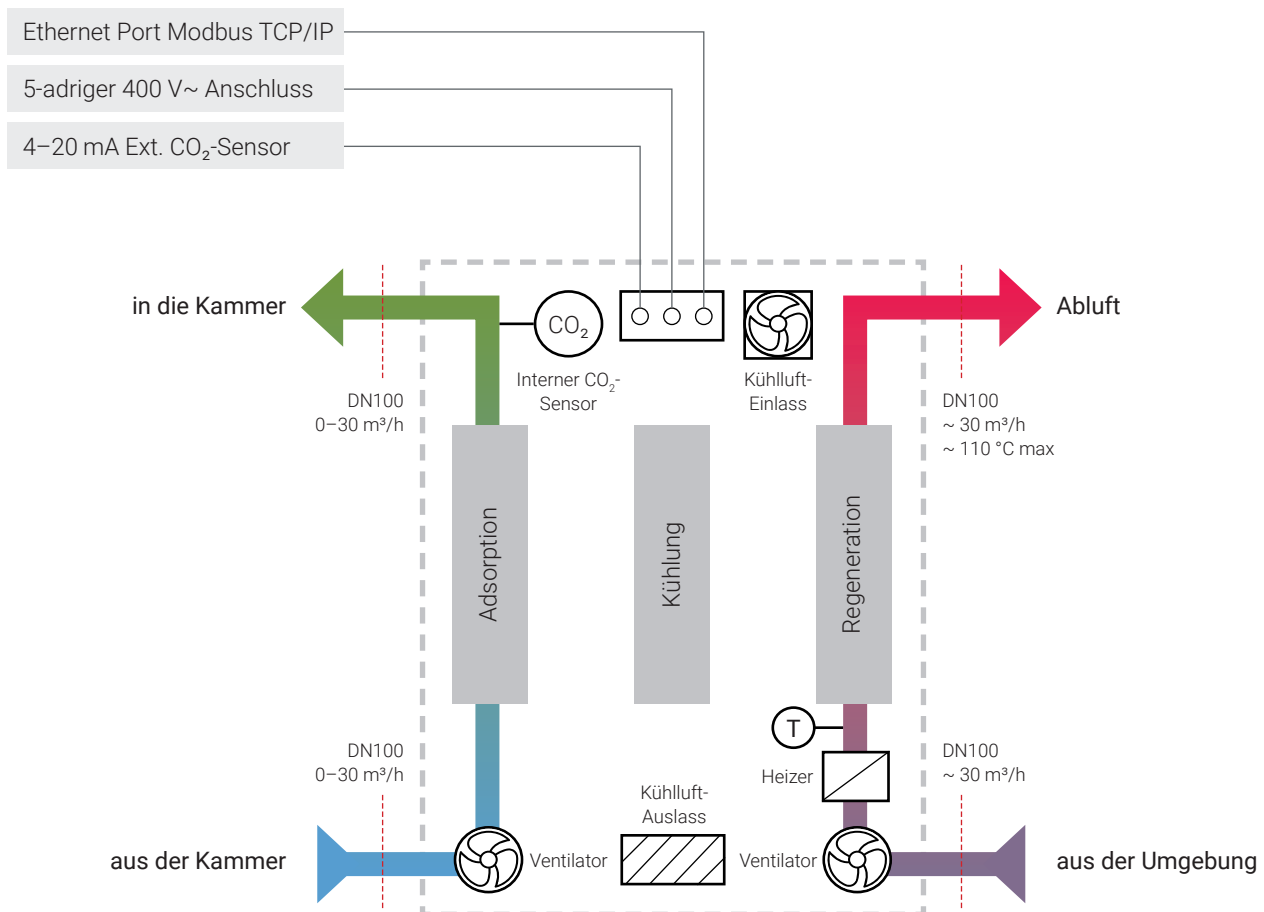 Ethernet Port Modbus TCP/IP
5-adriger 400 V~ Anschluss
4–20 mA Ext. CO₂-Sensor
in die Kammer
CO₂
Abluft
Interner CO₂-
Sensor
Kühlluft-
Einlass
DN100
0–30 m³/h
DN100
~ 30 m³/h
~ 110 °C max
Adsorption
Kühlung
Regeneration
T
DN100
0–30 m³/h
Heizer
DN100
~ 30 m³/h
Kühlluft-
Auslass
aus der Kammer
Ventilator
Ventilator
aus der Umgebung